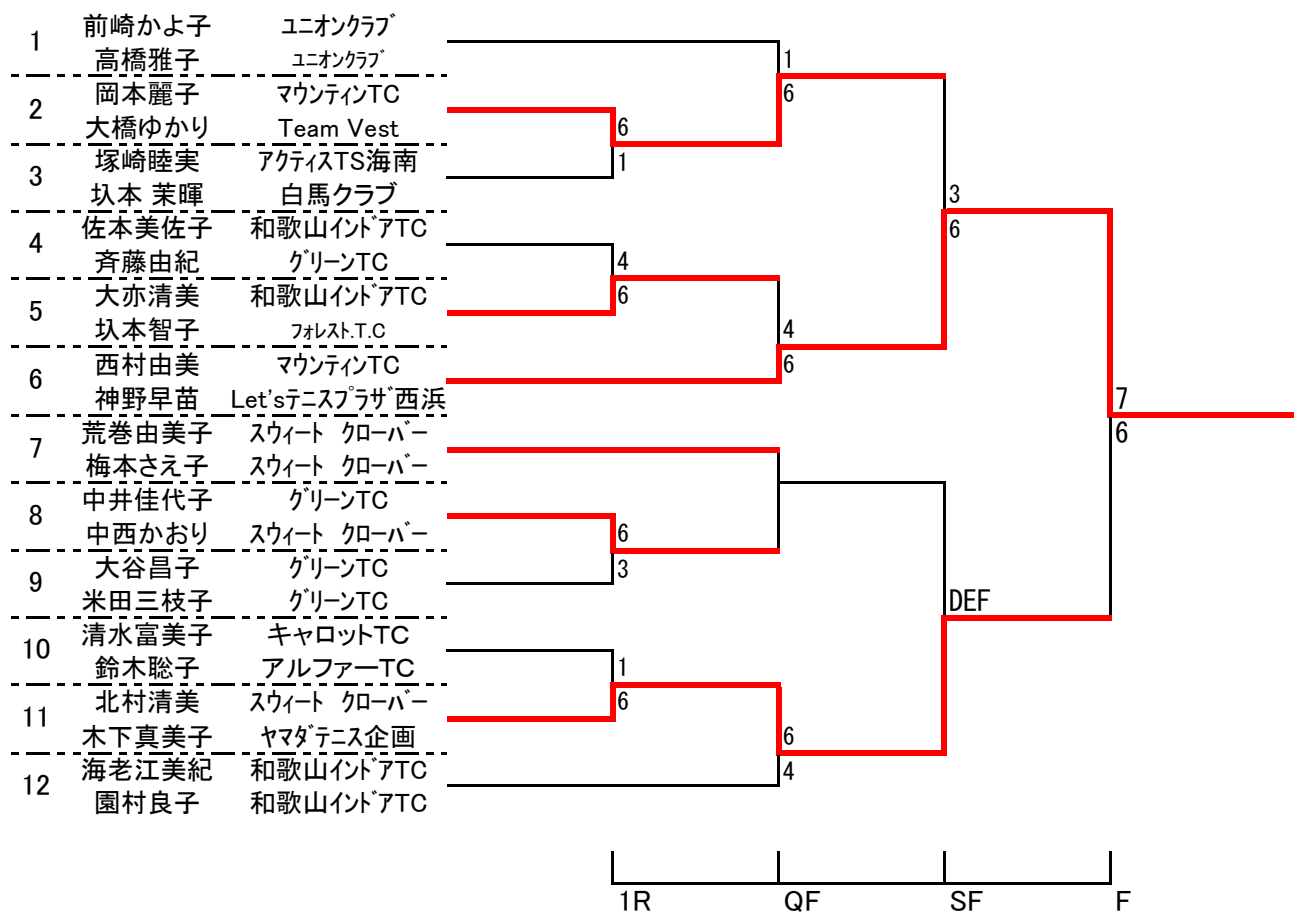 1
前崎かよ子 ユニオンクラブ
高橋雅子 ユニオンクラブ
2
岡本麗子 マウンティンTC
大橋ゆかり Team Vest
3
塚崎睦実 アクティスTS海南
圦本 茉暉 白馬クラブ
4
佐本美佐子 和歌山インドアTC
斉藤由紀 グリーンTC
5
大亦清美 和歌山インドアTC
圦本智子 フォレスト.T.C
6
西村由美 マウンティンTC
神野早苗 Let'sテニスプラザ西浜
7
荒巻由美子 スウィート クローバー
梅本さえ子 スウィート クローバー
8
中井佳代子 グリーンTC
中西かおり スウィート クローバー
9
大谷昌子 グリーンTC
米田三枝子 グリーンTC
10
清水富美子 キャロットTC
鈴木聡子 アルファーTC
11
北村清美 スウィート クローバー
木下真美子 ヤマダテニス企画
12
海老江美紀 和歌山インドアTC
園村良子 和歌山インドアTC
6
1
4
6
6
3
1
6
1
6
4
6
6
4
3
6
DEF
7
6
1R QF SF F